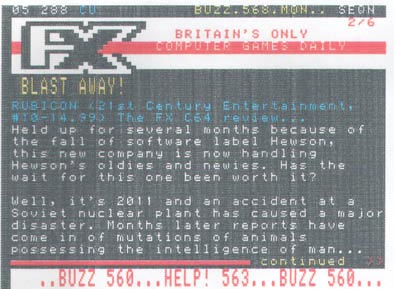 05 288 CU BUZZ.568.MON.. SEQN
2/6
FX
BRITAIN'S ONLY
COMPUTER GAMES DAILY
BLAST AWAY!
RUBICON (21st Century Entertainment,
#10-14.99) The FX C64 review...
Held up for several months because of
the fall of software label Hewson,
this new company is now handling
Hewson's oldies and newies. Has the
wait for this one been worth it?
Well, it's 2011 and an accident at a
Soviet nuclear plant has caused a major
disaster. Months later reports have
come in of mutations of animals
possessing the intelligence of man...
continued >>
..BUZZ 560...HELP! 563...BUZZ 560...